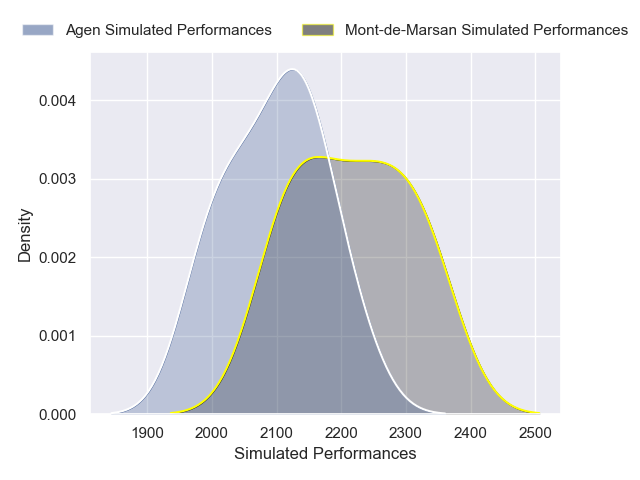 Agen Simulated Performances
Mont-de-Marsan Simulated Performances
Density
0.004
0.003
0.002
0.001
0.000
1900 2000 2100 2200 2300 2400 2500
Simulated Performances